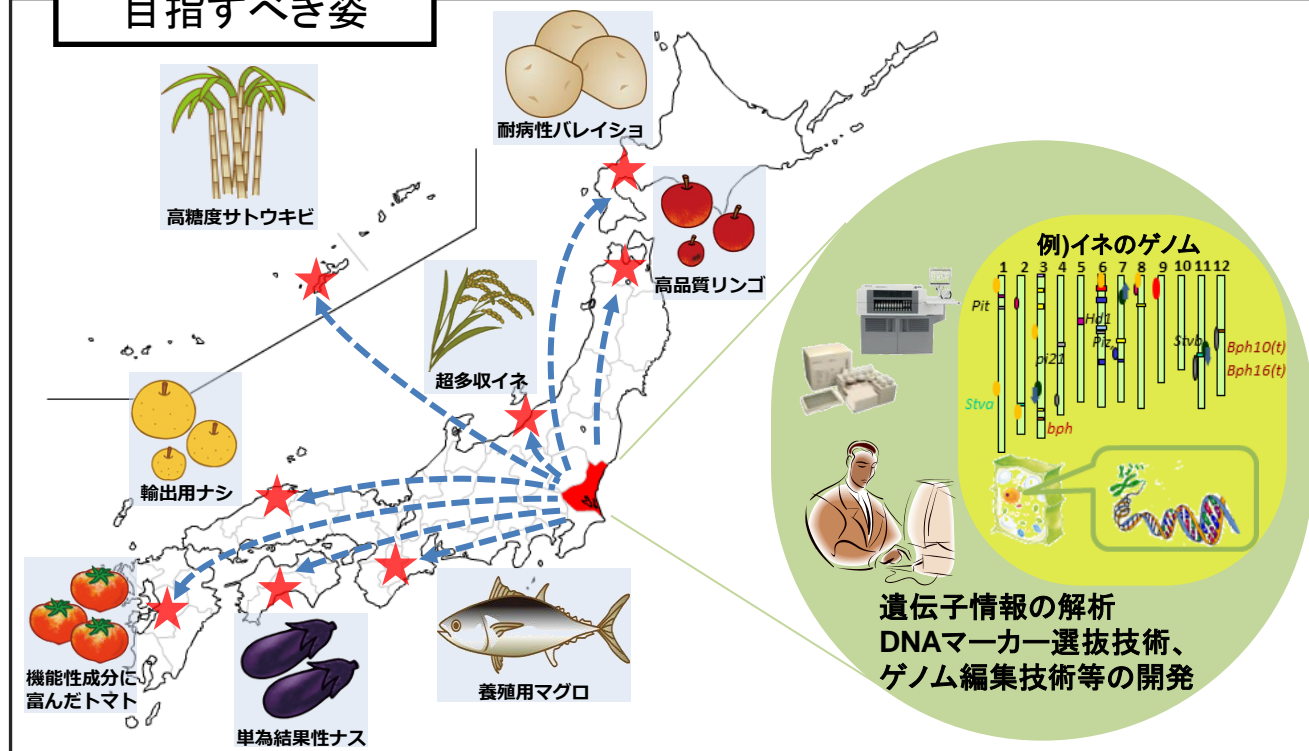 目指すべき姿
耐病性バレイショ
高糖度サトウキビ
高品質リンゴ
超多収イネ
輸出用ナシ
機能性成分に
富んだトマト
単為結果性ナス
養殖用マグロ
例)イネのゲノム
1 2 3 4 5 6 7 8 9 10 11 12
Pit
Hd1
Piz
pi21
Stvb
Bph10(t)
Bph16(t)
Stva
bph
遺伝子情報の解析
DNAマーカー選抜技術、
ゲノム編集技術等の開発